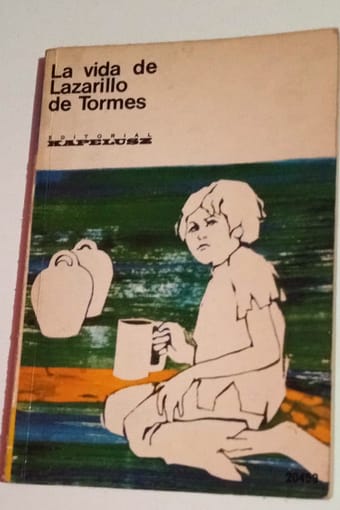 La vida de
Lazarillo
de Tormes
EDITORIAL
KAPELUSZ
20499